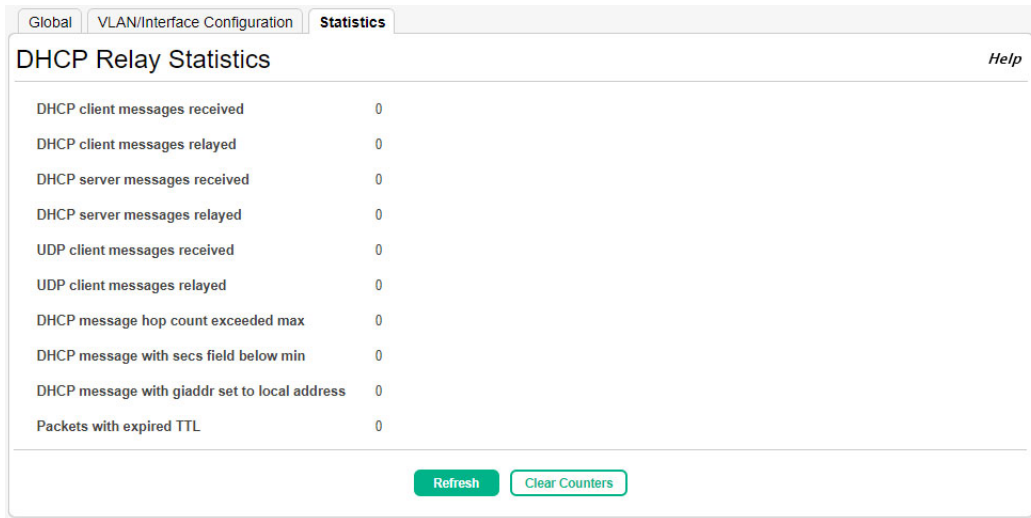 Global VLAN/Interface Configuration Statistics
DHCP Relay Statistics Help
DHCP client messages received 0
DHCP client messages relayed 0
DHCP server messages received 0
DHCP server messages relayed 0
UDP client messages received 0
UDP client messages relayed 0
DHCP message hop count exceeded max 0
DHCP message with secs field below min 0
DHCP message with giaddr set to local address 0
Packets with expired TTL 0
Refresh Clear Counters